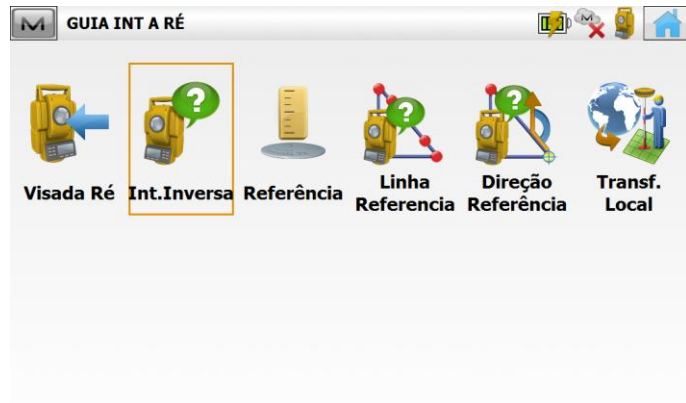 GUIA INT A RÉ
Visada Ré
Int.Inversa
Referência
Linha
Referencia
Direção
Referência
Transf.
Local